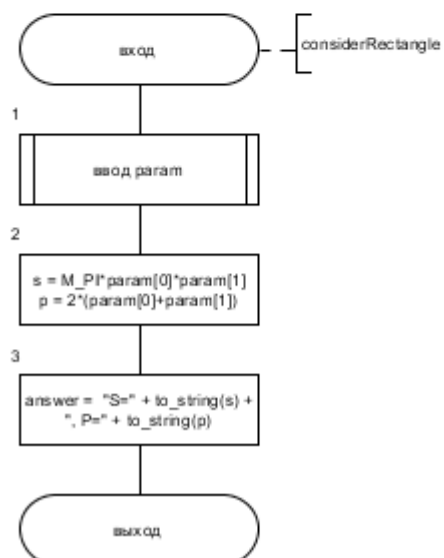 вход
considerRectangle
1
ввод param
2
s = M_PI*param[0]*param[1]
p = 2*(param[0]+param[1])
3
answer = "S=" + to_string(s) +
", P=" + to_string(p)
выход